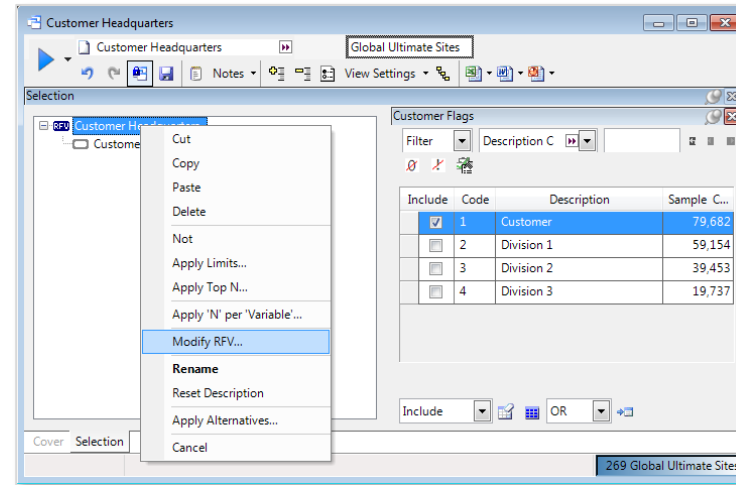 Customer Headquarters
Customer Headquarters
Global Ultimate Sites
Notes
View Settings
Selection
RFV Customer Headquarters
Custome
Cut
Copy
Paste
Delete
Not
Apply Limits...
Apply Top N...
Apply 'N' per 'Variable'...
Modify RFV...
Rename
Reset Description
Apply Alternatives...
Cancel
Customer Flags
Filter Description C
Include Code Description Sample C...
1 Customer 79,682
2 Division 1 59,154
3 Division 2 39,453
4 Division 3 19,737
Include OR
Cover Selection
269 Global Ultimate Sites